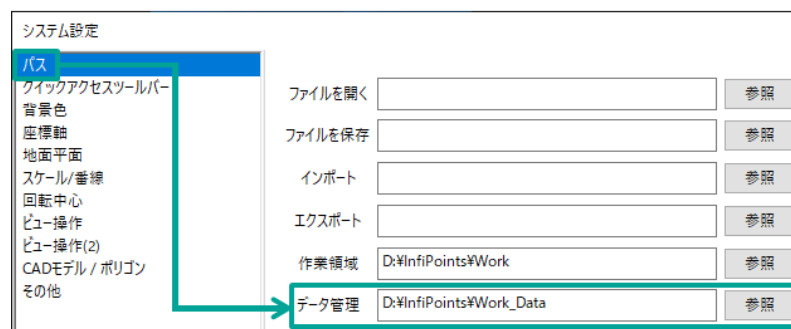 システム設定
パス
クイックアクセスツールバー
背景色
座標軸
地面平面
スケール/番線
回転中心
ビュー操作
ビュー操作(2)
CADモデル / ポリゴン
その他
ファイルを開く 参照
ファイルを保存 参照
インポート 参照
エクスポート 参照
作業領域 D:¥InfiPoints¥Work 参照
データ管理 D:¥InfiPoints¥Work_Data 参照